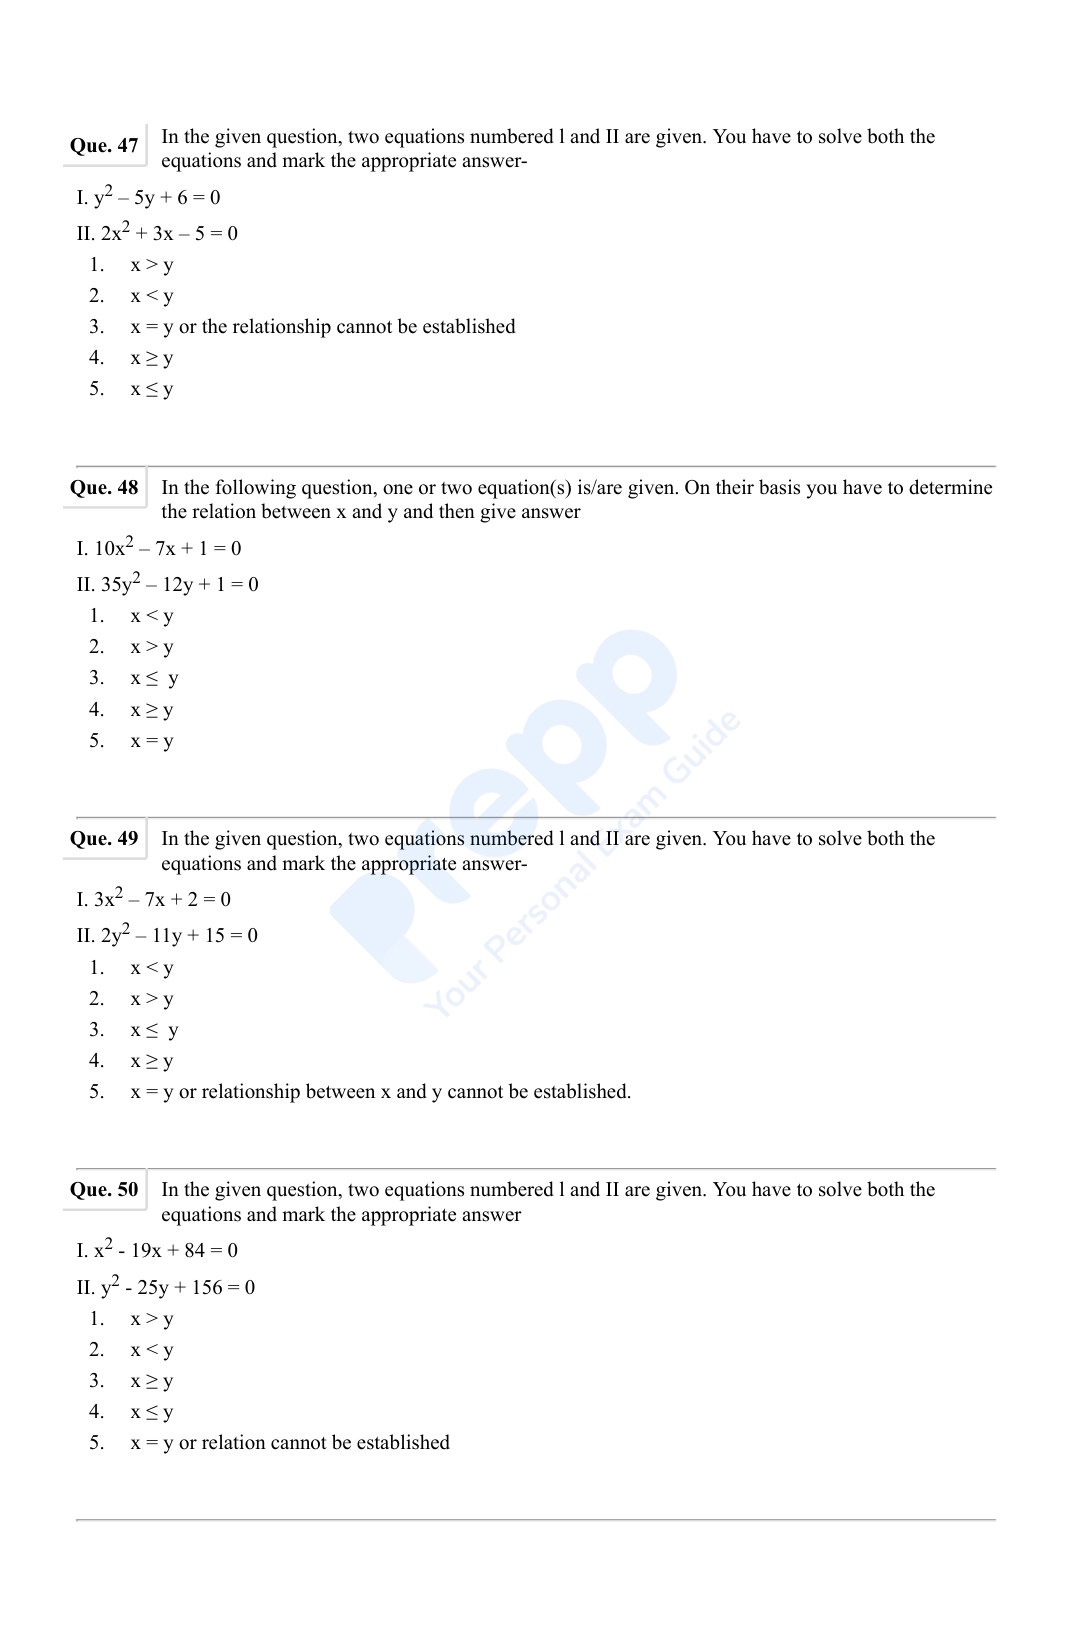 Que. 47
In the given question, two equations numbered l and II are given. You have to solve both the
equations and mark the appropriate answer-
I. y² – 5y + 6 = 0
II. 2x² + 3x – 5 = 0
1. x > y
2. x < y
3. x = y or the relationship cannot be established
4. x ≥ y
5. x ≤ y
Que. 48
In the following question, one or two equation(s) is/are given. On their basis you have to determine
the relation between x and y and then give answer
I. 10x² – 7x + 1 = 0
II. 35y² – 12y + 1 = 0
1. x < y
2. x > y
3. x ≤ y
4. x ≥ y
5. x = y
Que. 49
In the given question, two equations numbered l and II are given. You have to solve both the
equations and mark the appropriate answer-
I. 3x² – 7x + 2 = 0
II. 2y² – 11y + 15 = 0
1. x < y
2. x > y
3. x ≤ y
4. x ≥ y
5. x = y or relationship between x and y cannot be established.
Que. 50
In the given question, two equations numbered l and II are given. You have to solve both the
equations and mark the appropriate answer
I. x² - 19x + 84 = 0
II. y² - 25y + 156 = 0
1. x > y
2. x < y
3. x ≥ y
4. x ≤ y
5. x = y or relation cannot be established
prepp
Your Personal Exam Guide